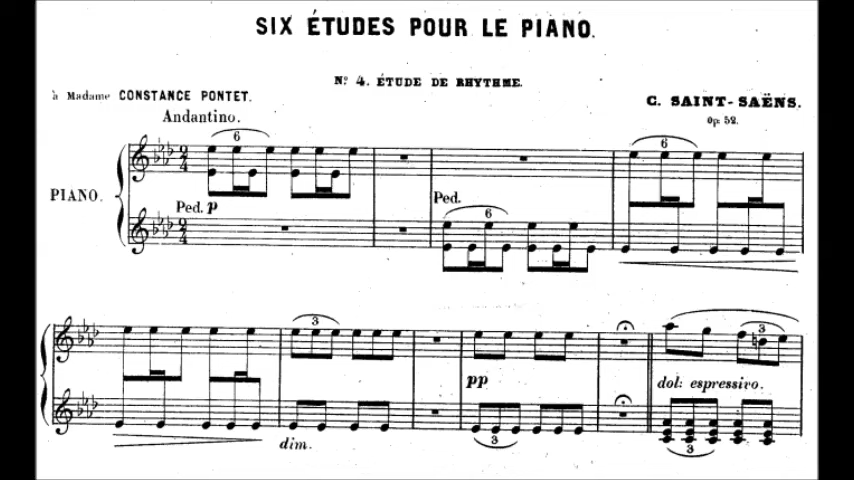 SIX ÉTUDES POUR LE PIANO.
Nº 4. ÉTUDE DE RHYTHME.
à Madame CONSTANCE PONTET.
C. SAINT-SAËNS.
Op: 52.
Andantino.
6
6
PIANO.
Ped. p
Ped.
6
3
3
pp
dol: espressivo.
dim.
3
3